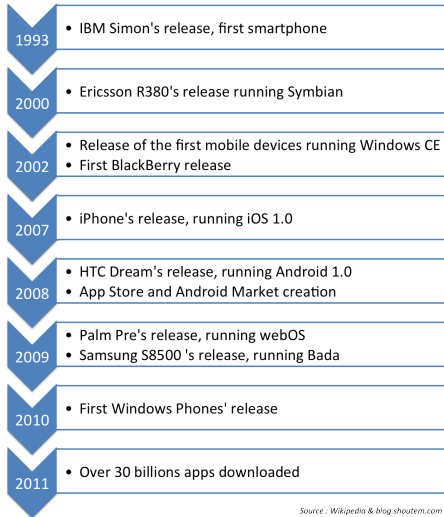 1993
• IBM Simon's release, first smartphone
2000
• Ericsson R380's release running Symbian
2002
• Release of the first mobile devices running Windows CE
• First BlackBerry release
2007
• iPhone's release, running iOS 1.0
2008
• HTC Dream's release, running Android 1.0
• App Store and Android Market creation
2009
• Palm Pre's release, running webOS
• Samsung S8500 's release, running Bada
2010
• First Windows Phones' release
2011
• Over 30 billions apps downloaded
Source : Wikipedia & blog.shoutem.com